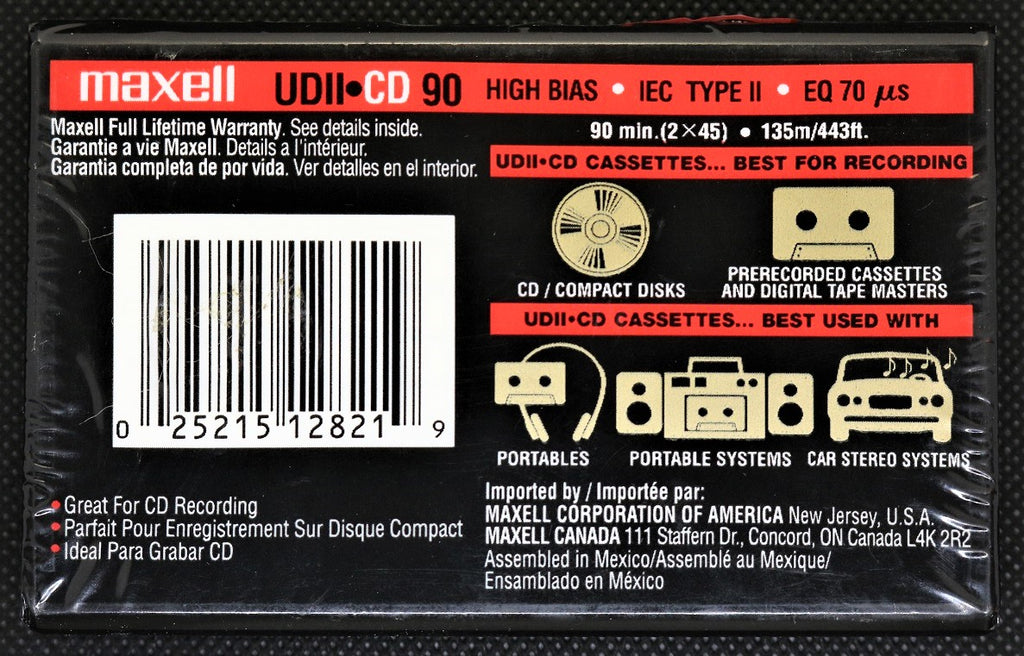 maxell UDII•CD 90 HIGH BIAS • IEC TYPE II • EQ 70 µs
Maxell Full Lifetime Warranty. See details inside.
Garantie a vie Maxell. Details a l'intérieur.
Garantia completa de por vida. Ver detalles en el interior.
90 min.(2×45) • 135m/443ft.
UDII•CD CASSETTES... BEST FOR RECORDING
CD / COMPACT DISKS
PRERECORDED CASSETTES
AND DIGITAL TAPE MASTERS
UDII•CD CASSETTES... BEST USED WITH
PORTABLES PORTABLE SYSTEMS CAR STEREO SYSTEMS
0 25215 12821 9
• Great For CD Recording
• Parfait Pour Enregistrement Sur Disque Compact
• Ideal Para Grabar CD
Imported by / Importée par:
MAXELL CORPORATION OF AMERICA New Jersey, U.S.A.
MAXELL CANADA 111 Staffern Dr., Concord, ON Canada L4K 2R2
Assembled in Mexico/Assemblé au Mexique/
Ensamblado en México